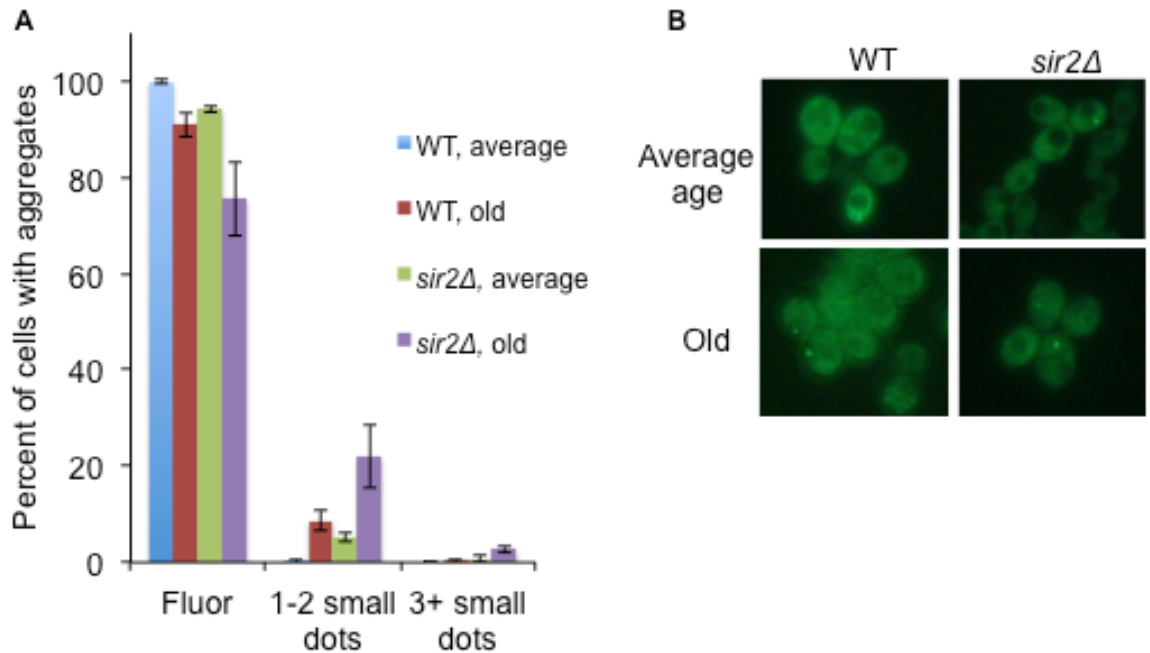 A
Percent of cells with aggregates
100
80
60
40
20
0
WT, average
WT, old
sir2Δ, average
sir2Δ, old
Fluor
1-2 small
dots
3+ small
dots
B
WT
sir2Δ
Average
age
Old